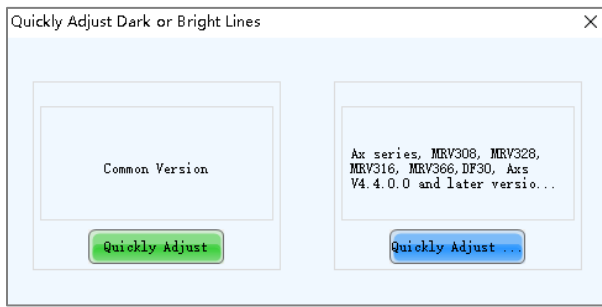 Quickly Adjust Dark or Bright Lines
Common Version
Quickly Adjust
Ax series, MRV308, MRV328,
MRV316, MRV366,DF30, Axs
V4.4.0.0 and later versio...
Quickly Adjust ...